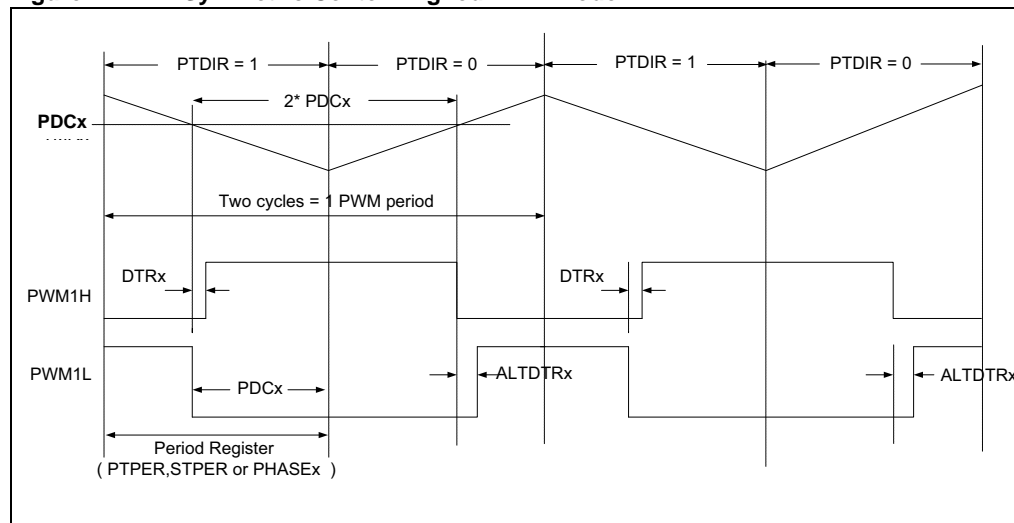 PTDIR = 1 PTDIR = 0 PTDIR = 1 PTDIR = 0
2* PDCx
PDCx
Two cycles = 1 PWM period
DTRx DTRx
PWM1H
PWM1L
PDCx
ALTDTRx ALTDTRx
Period Register
( PTPER,STPER or PHASEx )